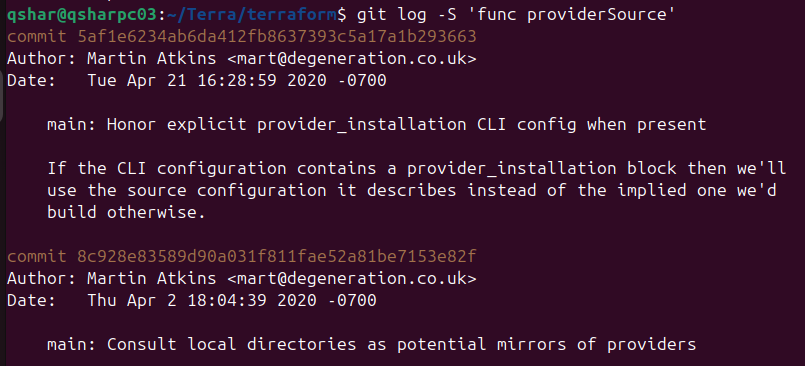 qshar@qsharpc03:~/Terra/terraform$ git log -S 'func providerSource'
commit 5af1e6234ab6da412fb8637393c5a17a1b293663
Author: Martin Atkins <mart@degeneration.co.uk>
Date:   Tue Apr 21 16:28:59 2020 -0700
    main: Honor explicit provider_installation CLI config when present
    If the CLI configuration contains a provider_installation block then we'll
    use the source configuration it describes instead of the implied one we'd
    build otherwise.
commit 8c928e83589d90a031f811fae52a81be7153e82f
Author: Martin Atkins <mart@degeneration.co.uk>
Date:   Thu Apr 2 18:04:39 2020 -0700
    main: Consult local directories as potential mirrors of providers